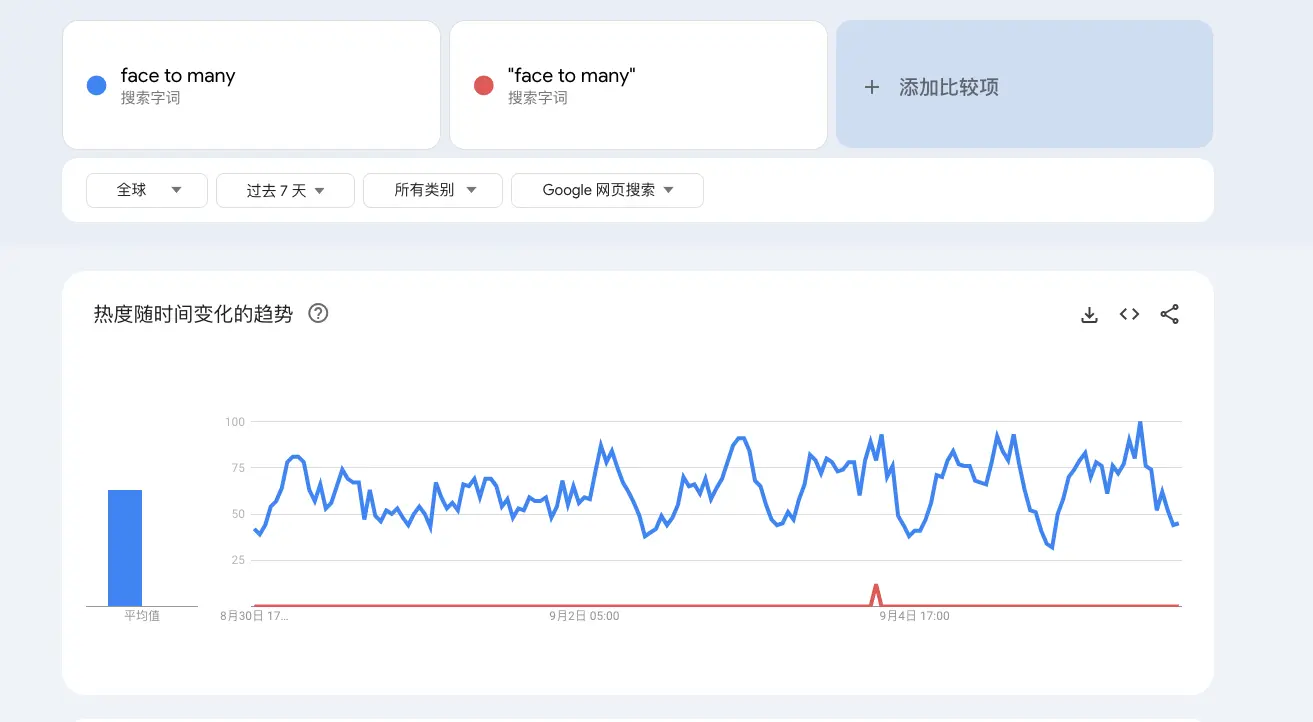 face to many
搜索字词
"face to many"
搜索字词
+ 添加比较项
全球
过去 7 天
所有类别
Google 网页搜索
热度随时间变化的趋势
100
75
50
25
平均值
8月30日 17…
9月2日 05:00
9月4日 17:00